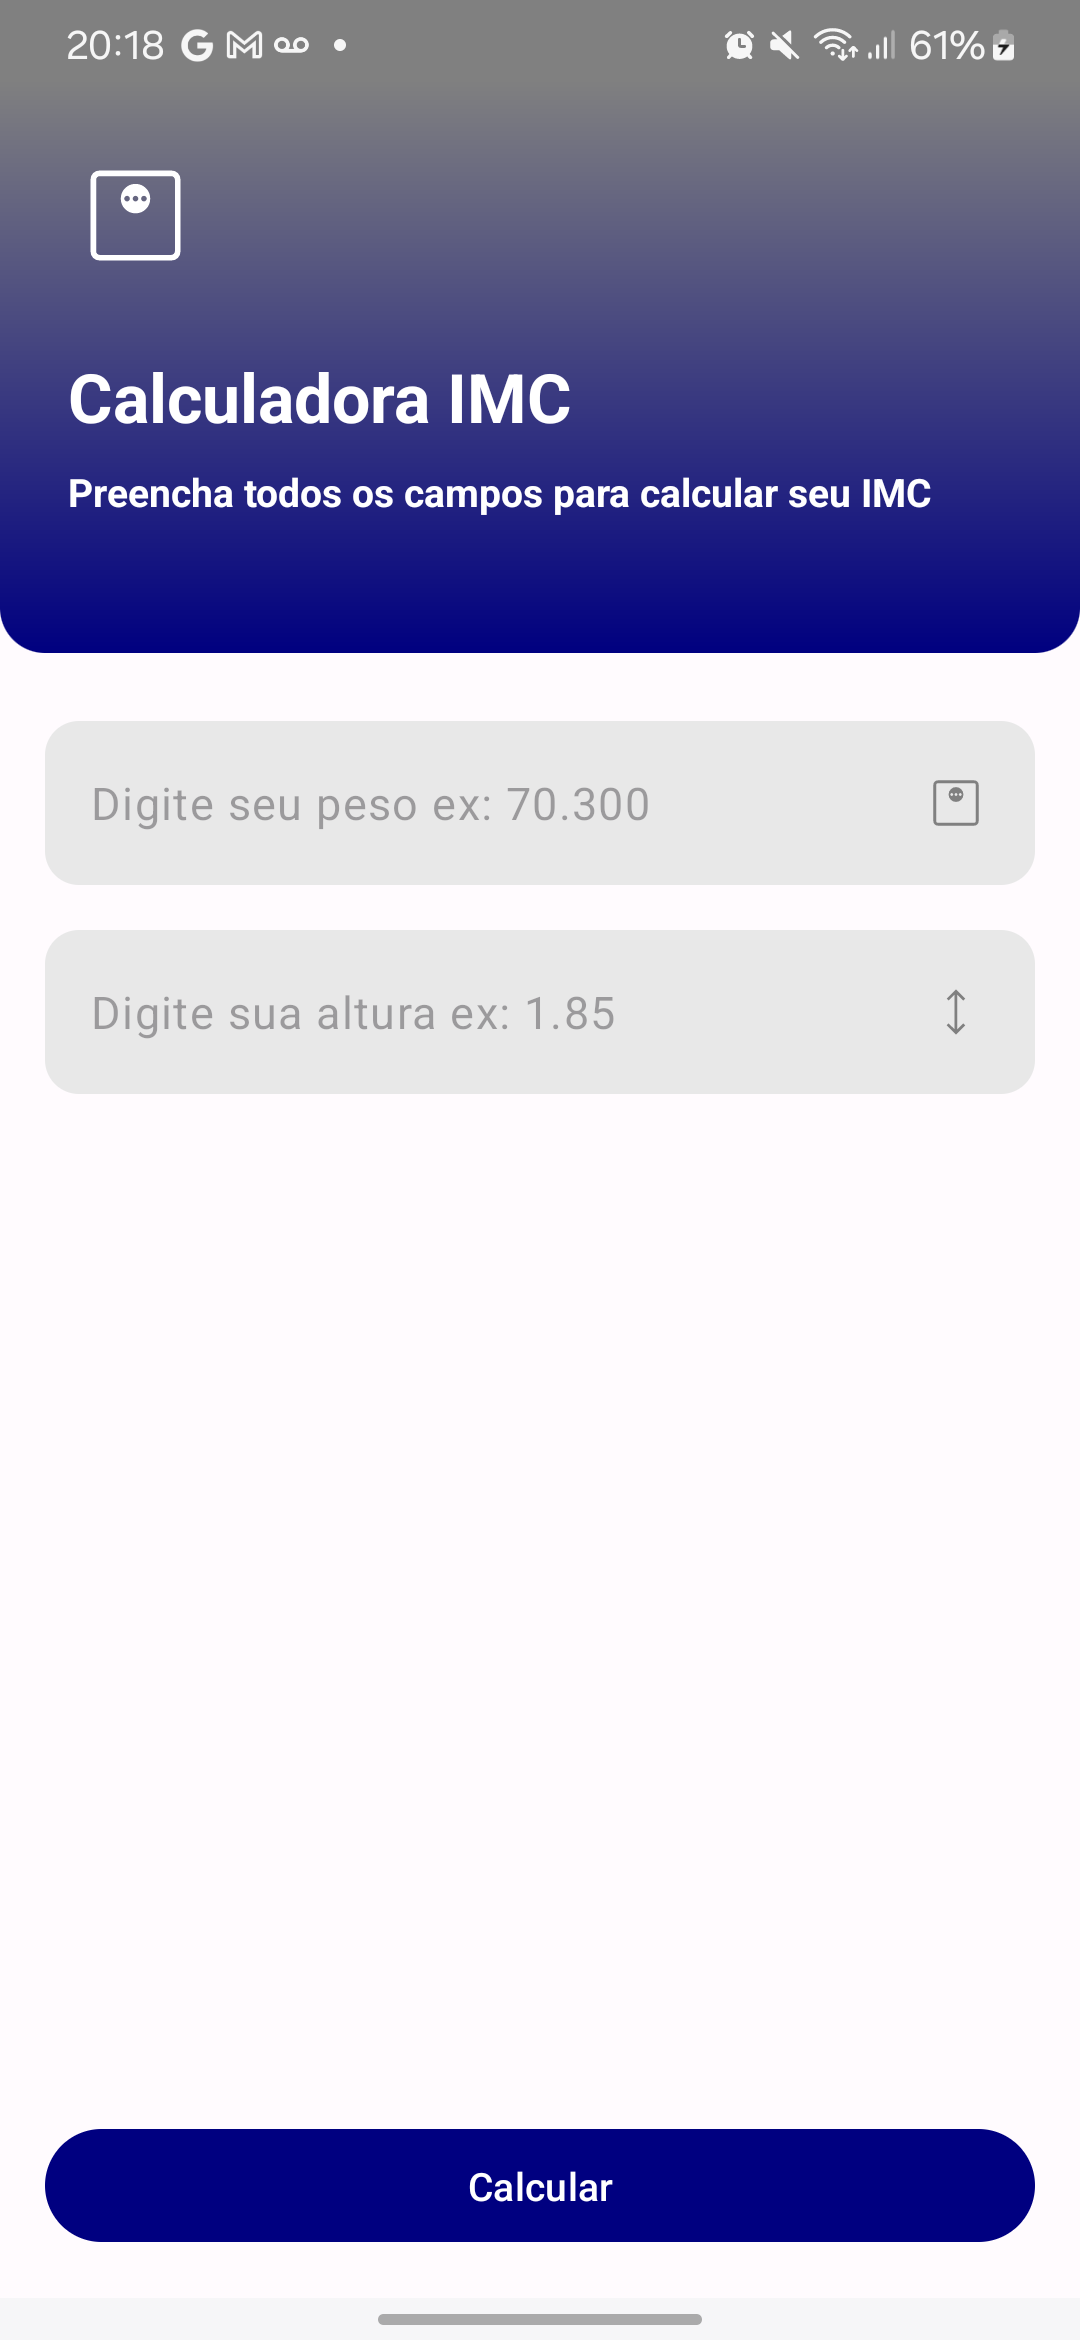 20:18 61%
Calculadora IMC
Preencha todos os campos para calcular seu IMC
Digite seu peso ex: 70.300
Digite sua altura ex: 1.85
Calcular